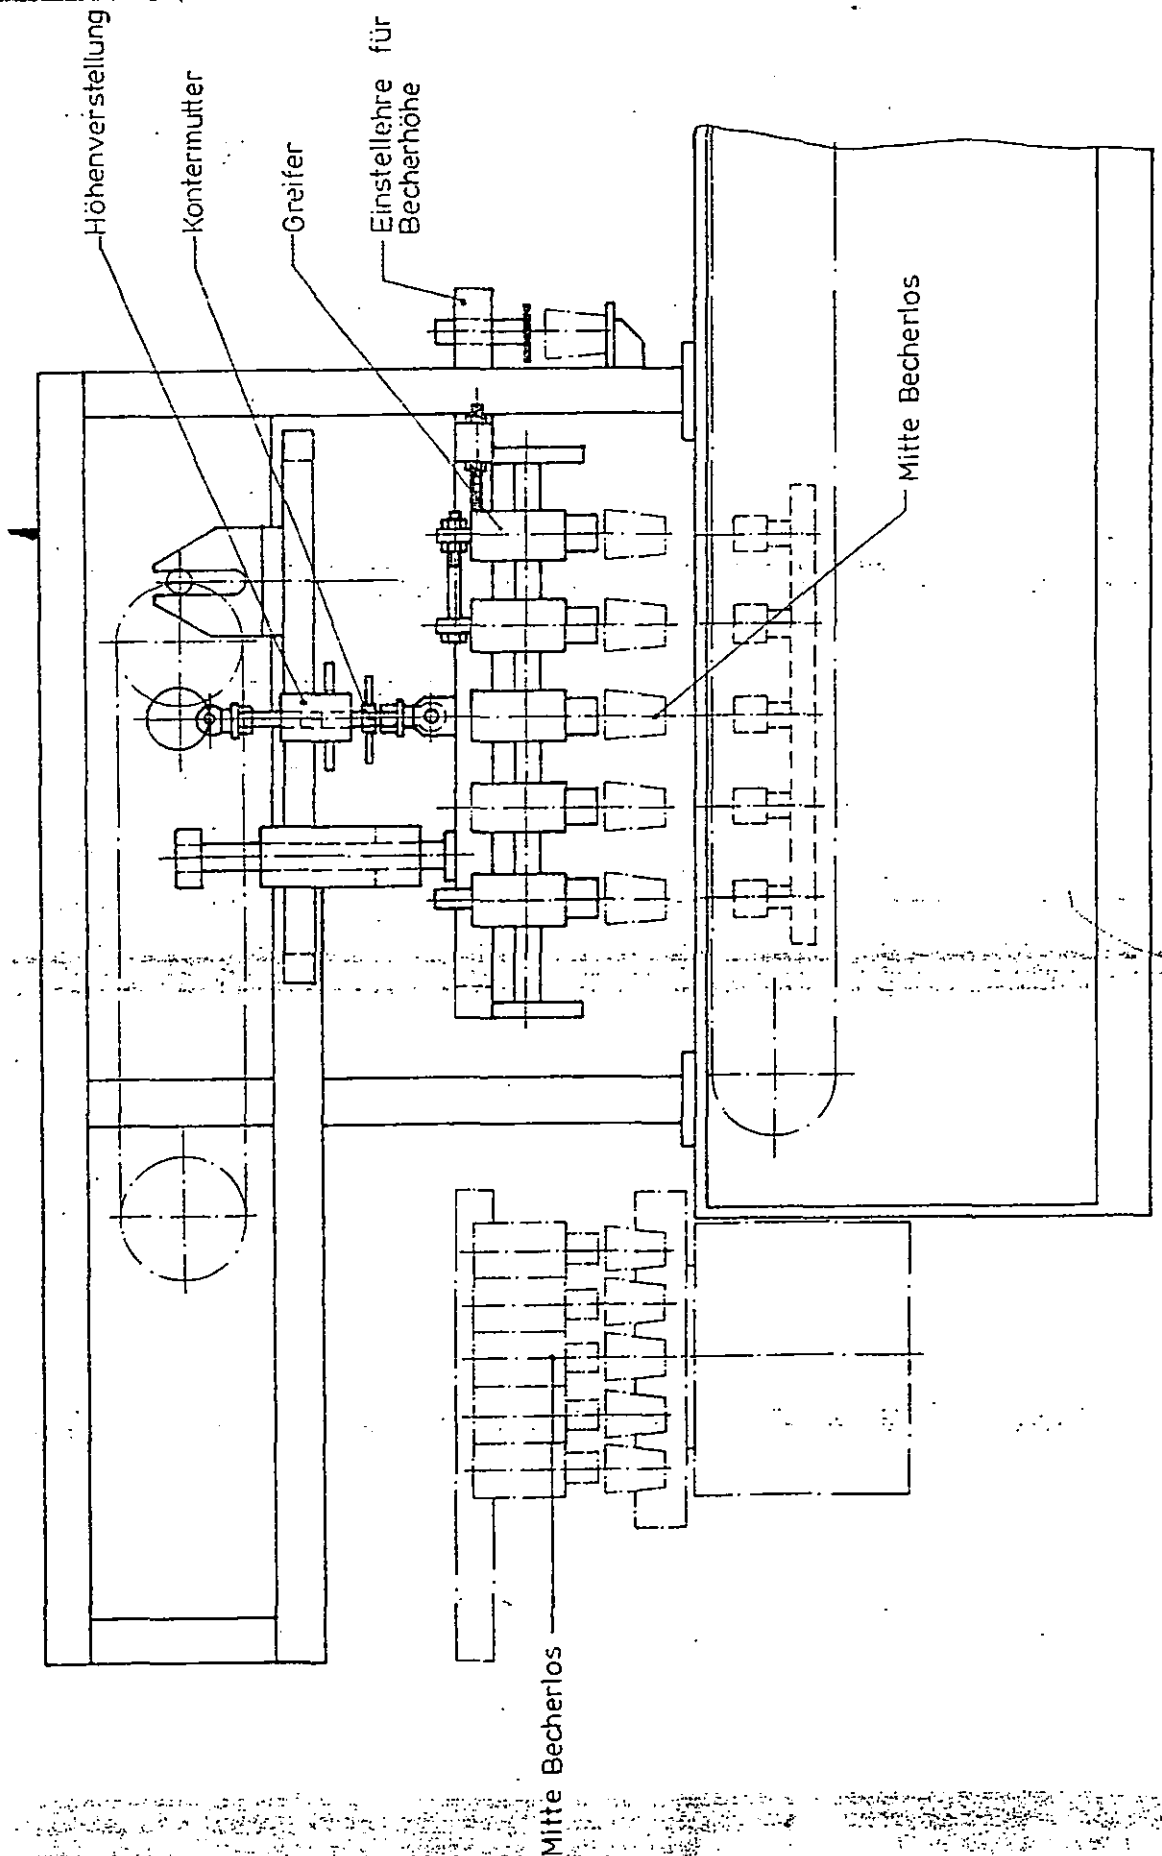 Höhenverstellung
Kontermutter
Greifer
Einstellehre für
Becherhöhe
Mitte Becherlos
Mitte Becherlos